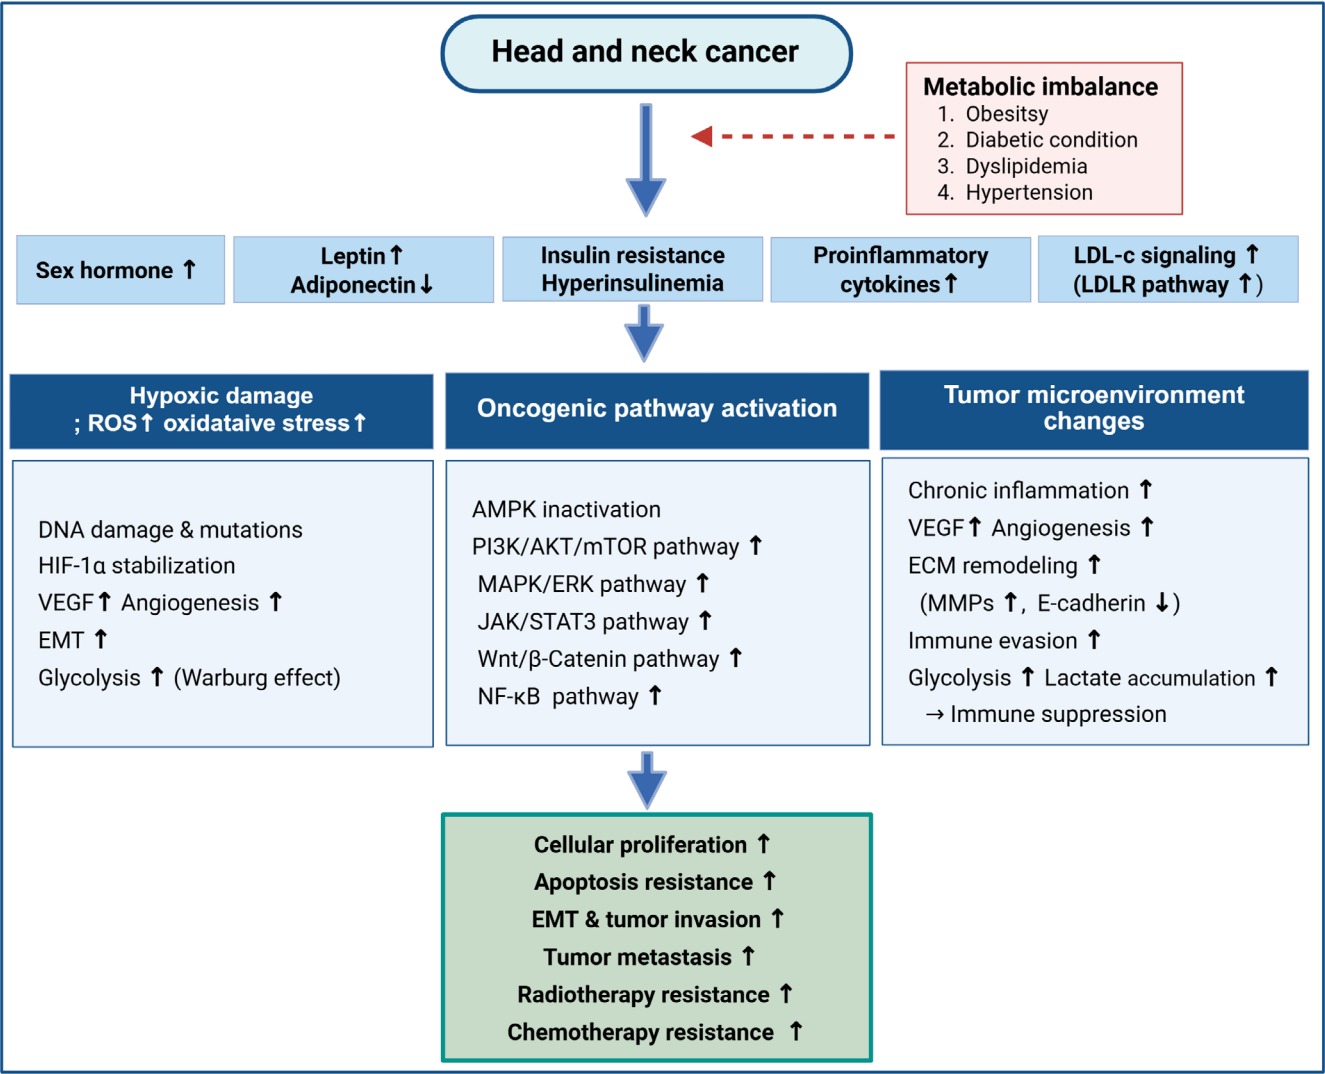 Head and neck cancer
Metabolic imbalance
1. Obesitsy
2. Diabetic condition
3. Dyslipidemia
4. Hypertension
Sex hormone ↑
Leptin↑
Adiponectin↓
Insulin resistance
Hyperinsulinemia
Proinflammatory
cytokines↑
LDL-c signaling ↑
(LDLR pathway ↑)
Hypoxic damage
; ROS↑ oxidataive stress↑
DNA damage & mutations
HIF-1α stabilization
VEGF↑ Angiogenesis ↑
EMT ↑
Glycolysis ↑ (Warburg effect)
Oncogenic pathway activation
AMPK inactivation
PI3K/AKT/mTOR pathway ↑
MAPK/ERK pathway ↑
JAK/STAT3 pathway ↑
Wnt/β-Catenin pathway ↑
NF-κB pathway ↑
Tumor microenvironment
changes
Chronic inflammation ↑
VEGF↑ Angiogenesis ↑
ECM remodeling ↑
(MMPs ↑, E-cadherin ↓)
Immune evasion ↑
Glycolysis ↑ Lactate accumulation ↑
→ Immune suppression
Cellular proliferation ↑
Apoptosis resistance ↑
EMT & tumor invasion ↑
Tumor metastasis ↑
Radiotherapy resistance ↑
Chemotherapy resistance ↑